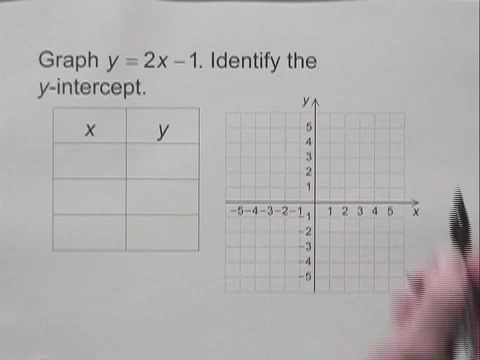 Graph y = 2x − 1. Identify the
y-intercept.
x y
y
5
4
3
2
1
−5 −4 −3 −2 −1 1 2 3 4 5 x
−1
−2
−3
−4
−5